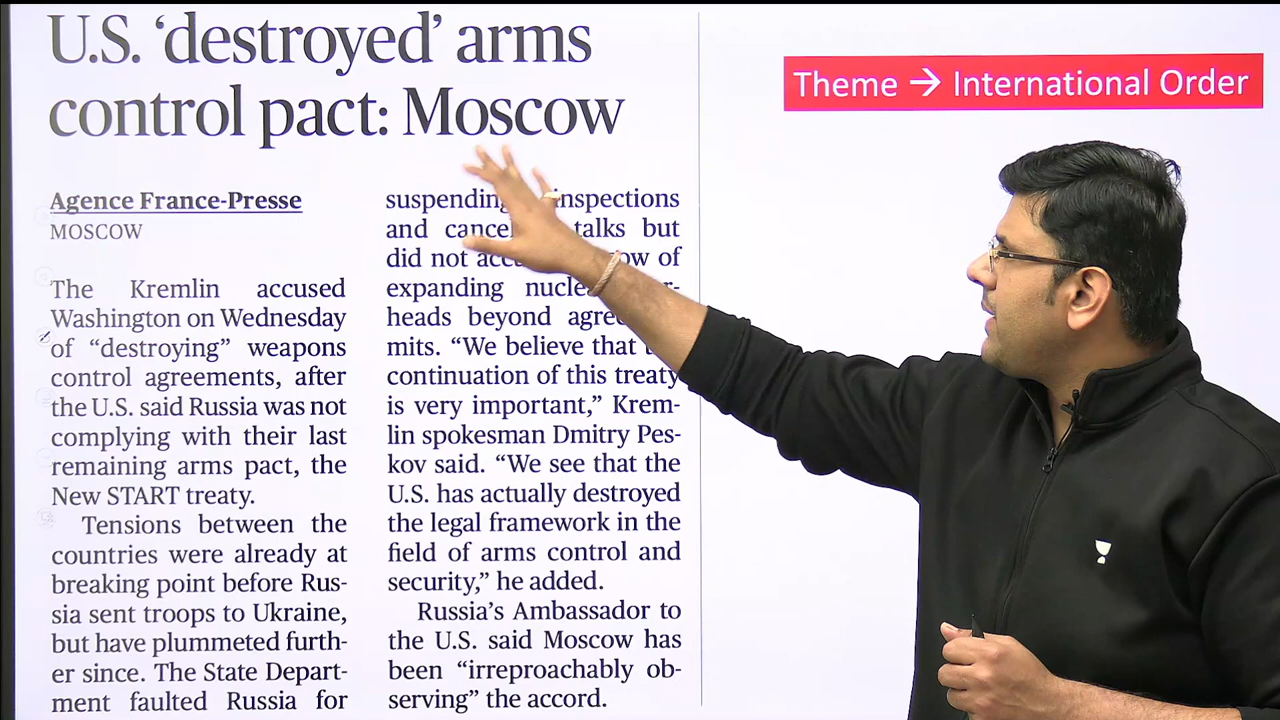 U.S. ‘destroyed’ arms
control pact: Moscow
Theme → International Order
Agence France-Presse
MOSCOW
The Kremlin accused
Washington on Wednesday
of “destroying” weapons
control agreements, after
the U.S. said Russia was not
complying with their last
remaining arms pact, the
New START treaty.
Tensions between the
countries were already at
breaking point before Rus-
sia sent troops to Ukraine,
but have plummeted furth-
er since. The State Depart-
ment faulted Russia for
suspending inspections
and talks but
did not of
expanding
heads beyond
mits. “We believe that
continuation of this treaty
is very important,” Krem-
lin spokesman Dmitry Pes-
kov said. “We see that the
U.S. has actually destroyed
the legal framework in the
field of arms control and
security,” he added.
Russia’s Ambassador to
the U.S. said Moscow has
been “irreproachably ob-
serving” the accord.